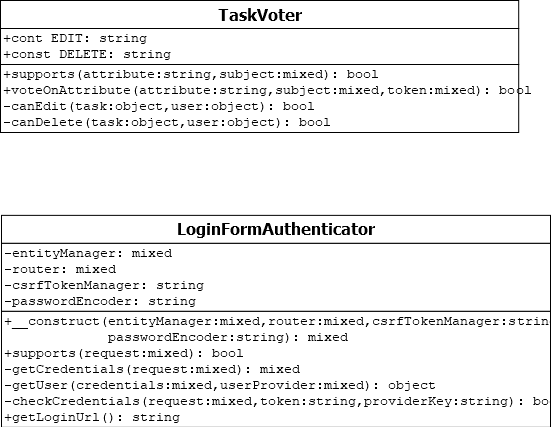 TaskVoter
+cont EDIT: string
+const DELETE: string
+supports(attribute:string,subject:mixed): bool
+voteOnAttribute(attribute:string,subject:mixed,token:mixed): bool
-canEdit(task:object,user:object): bool
-canDelete(task:object,user:object): bool
LoginFormAuthenticator
-entityManager: mixed
-router: mixed
-csrfTokenManager: string
-passwordEncoder: string
+__construct(entityManager:mixed,router:mixed,csrfTokenManager:strin
passwordEncoder:string): mixed
+supports(request:mixed): bool
-getCredentials(request:mixed): mixed
-getUser(credentials:mixed,userProvider:mixed): object
-checkCredentials(request:mixed,token:string,providerKey:string): bo
+getLoginUrl(): string